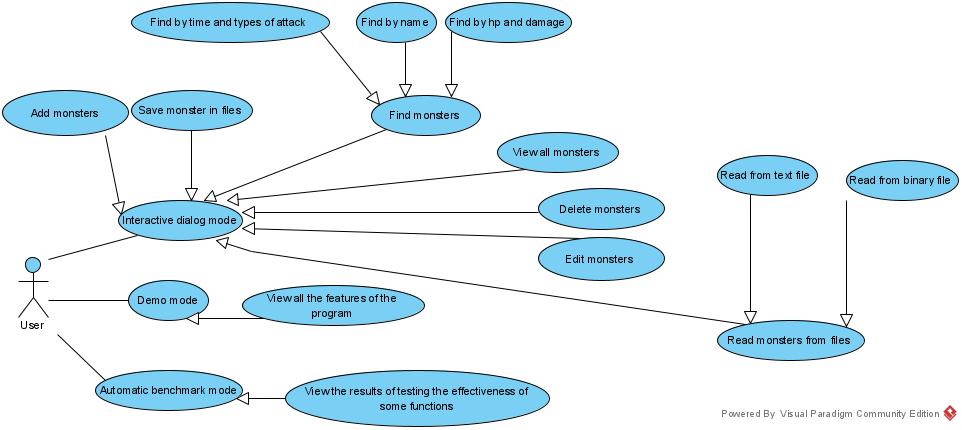 Find by time and types of attack
Find by name
Find by hp and damage
Add monsters
Save monster in files
Find monsters
View all monsters
Read from text file
Read from binary file
Delete monsters
Interactive dialog mode
Edit monsters
User
Demo mode
View all the features of the
program
Read monsters from files
Automatic benchmark mode
View the results of testing the effectiveness of
some functions
Powered By Visual Paradigm Community Edition